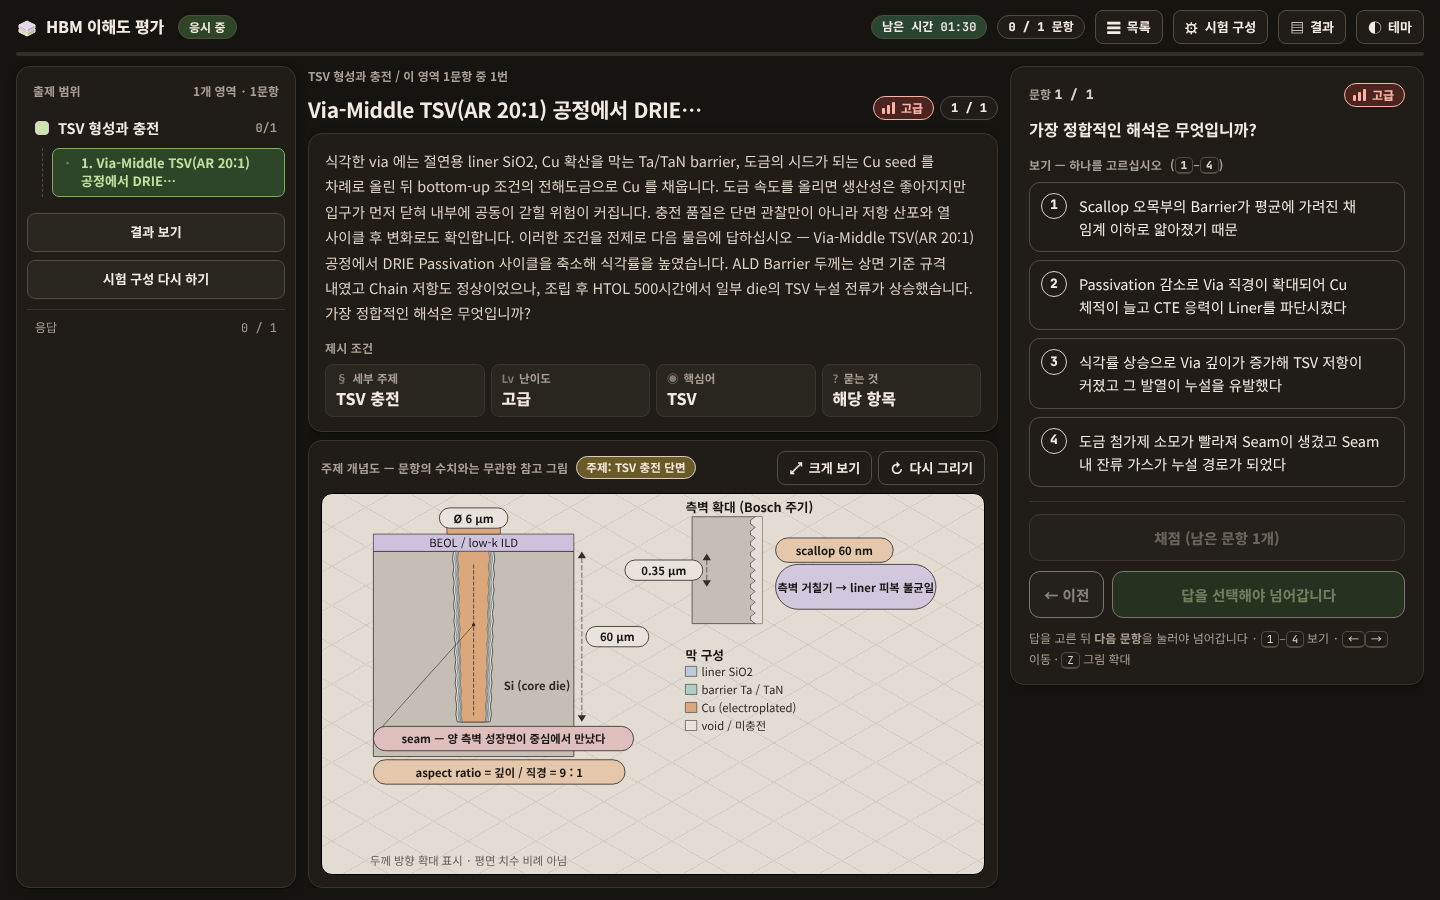 HBM 이해도 평가
응시 중
남은 시간 01:30
0 / 1 문항
목록
시험 구성
결과
테마
출제 범위
1개 영역 · 1문항
TSV 형성과 충전
0/1
1. Via-Middle TSV(AR 20:1)
공정에서 DRIE…
결과 보기
시험 구성 다시 하기
응답
0 / 1
TSV 형성과 충전 / 이 영역 1문항 중 1번
Via-Middle TSV(AR 20:1) 공정에서 DRIE…
고급
1 / 1
식각한 via 에는 절연용 liner SiO2, Cu 확산을 막는 Ta/TaN barrier, 도금의 시드가 되는 Cu seed 를
차례로 올린 뒤 bottom-up 조건의 전해도금으로 Cu 를 채웁니다. 도금 속도를 올리면 생산성은 좋아지지만
입구가 먼저 닫혀 내부에 공동이 갇힐 위험이 커집니다. 충전 품질은 단면 관찰만이 아니라 저항 산포와 열
사이클 후 변화로도 확인합니다. 이러한 조건을 전제로 다음 물음에 답하십시오 — Via-Middle TSV(AR 20:1)
공정에서 DRIE Passivation 사이클을 축소해 식각률을 높였습니다. ALD Barrier 두께는 상면 기준 규격
내였고 Chain 저항도 정상이었으나, 조립 후 HTOL 500시간에서 일부 die의 TSV 누설 전류가 상승했습니다.
가장 정합적인 해석은 무엇입니까?
제시 조건
§ 세부 주제
TSV 충전
Lv 난이도
고급
◉ 핵심어
TSV
? 묻는 것
해당 항목
주제 개념도 — 문항의 수치와는 무관한 참고 그림
주제: TSV 충전 단면
크게 보기
다시 그리기
Ø 6 µm
BEOL / low-k ILD
60 µm
Si (core die)
seam — 양 측벽 성장면이 중심에서 만났다
aspect ratio = 깊이 / 직경 = 9 : 1
측벽 확대 (Bosch 주기)
0.35 µm
scallop 60 nm
측벽 거칠기 → liner 피복 불균일
막 구성
liner SiO2
barrier Ta / TaN
Cu (electroplated)
void / 미충전
두께 방향 확대 표시 · 평면 치수 비례 아님
문항 1 / 1
고급
가장 정합적인 해석은 무엇입니까?
보기 — 하나를 고르십시오 (1–4)
1 Scallop 오목부의 Barrier가 평균에 가려진 채
임계 이하로 얇아졌기 때문
2 Passivation 감소로 Via 직경이 확대되어 Cu
체적이 늘고 CTE 응력이 Liner를 파단시켰다
3 식각률 상승으로 Via 깊이가 증가해 TSV 저항이
커졌고 그 발열이 누설을 유발했다
4 도금 첨가제 소모가 빨라져 Seam이 생겼고 Seam
내 잔류 가스가 누설 경로가 되었다
채점 (남은 문항 1개)
← 이전
답을 선택해야 넘어갑니다
답을 고른 뒤 다음 문항을 눌러야 넘어갑니다 · 1–4 보기 · ← →
이동 · Z 그림 확대